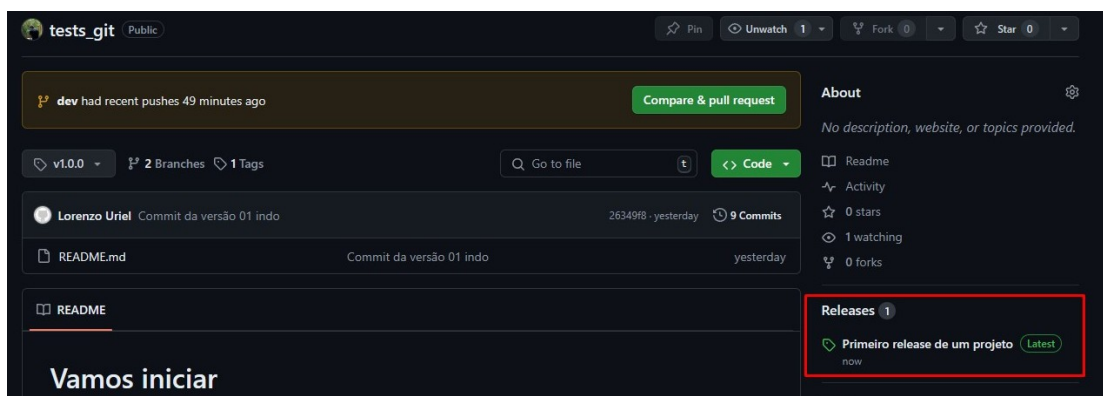 tests_git Public
Pin
Unwatch 1
Fork 0
Star 0
dev had recent pushes 49 minutes ago
Compare & pull request
v1.0.0
2 Branches
1 Tags
Go to file
t
<> Code
Lorenzo Uriel Commit da versão 01 indo
26349f8 · yesterday
9 Commits
README.md
Commit da versão 01 indo
yesterday
README
Vamos iniciar
About
No description, website, or topics provided.
Readme
Activity
0 stars
1 watching
0 forks
Releases 1
Primeiro release de um projeto Latest
now